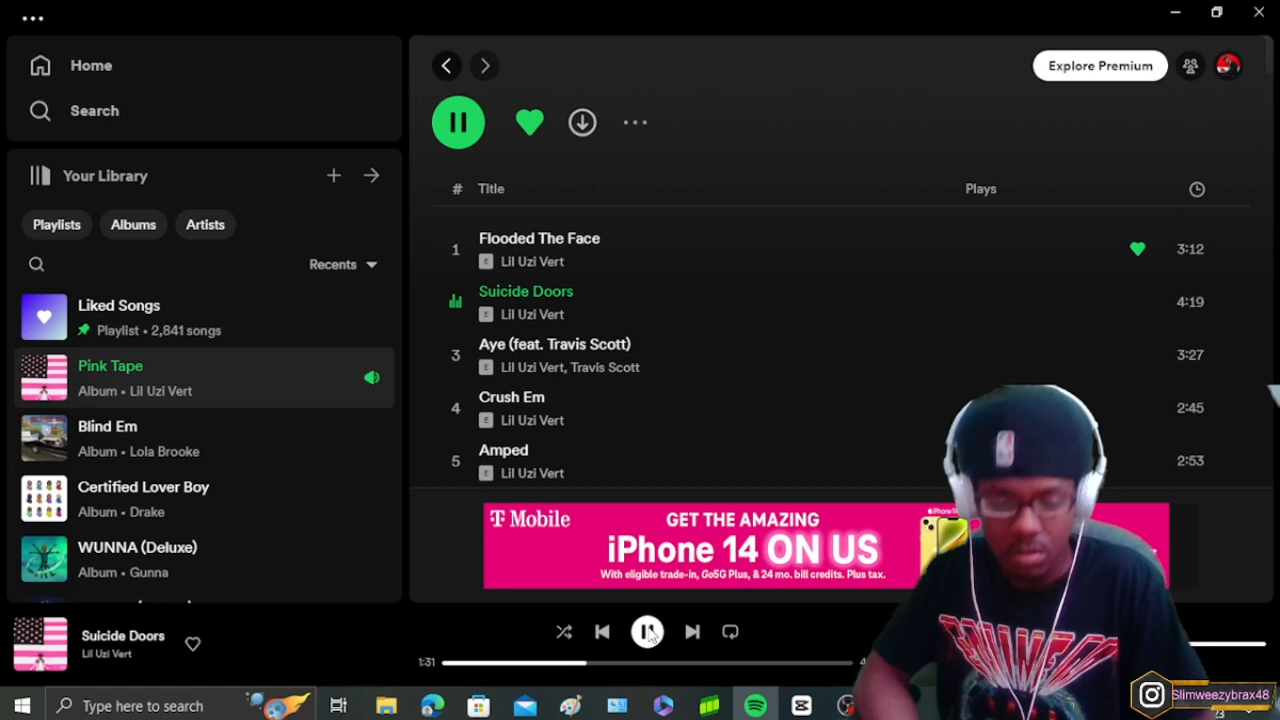 Home
Explore Premium
Search
Your Library
# Title Plays
Playlists Albums Artists
Recents
Liked Songs
Playlist • 2,841 songs
Pink Tape
Album • Lil Uzi Vert
Blind Em
Album • Lola Brooke
Certified Lover Boy
Album • Drake
WUNNA (Deluxe)
Album • Gunna
1 Flooded The Face 3:12
E Lil Uzi Vert
Suicide Doors 4:19
E Lil Uzi Vert
3 Aye (feat. Travis Scott) 3:27
E Lil Uzi Vert, Travis Scott
4 Crush Em 2:45
E Lil Uzi Vert
5 Amped 2:53
E Lil Uzi Vert
T Mobile
GET THE AMAZING
iPhone 14 ON US
With eligible trade-in, Go5G Plus, & 24 mo. bill credits. Plus tax.
iPhone 14
Suicide Doors
Lil Uzi Vert
1:31
Type here to search
Slimweezybrax48